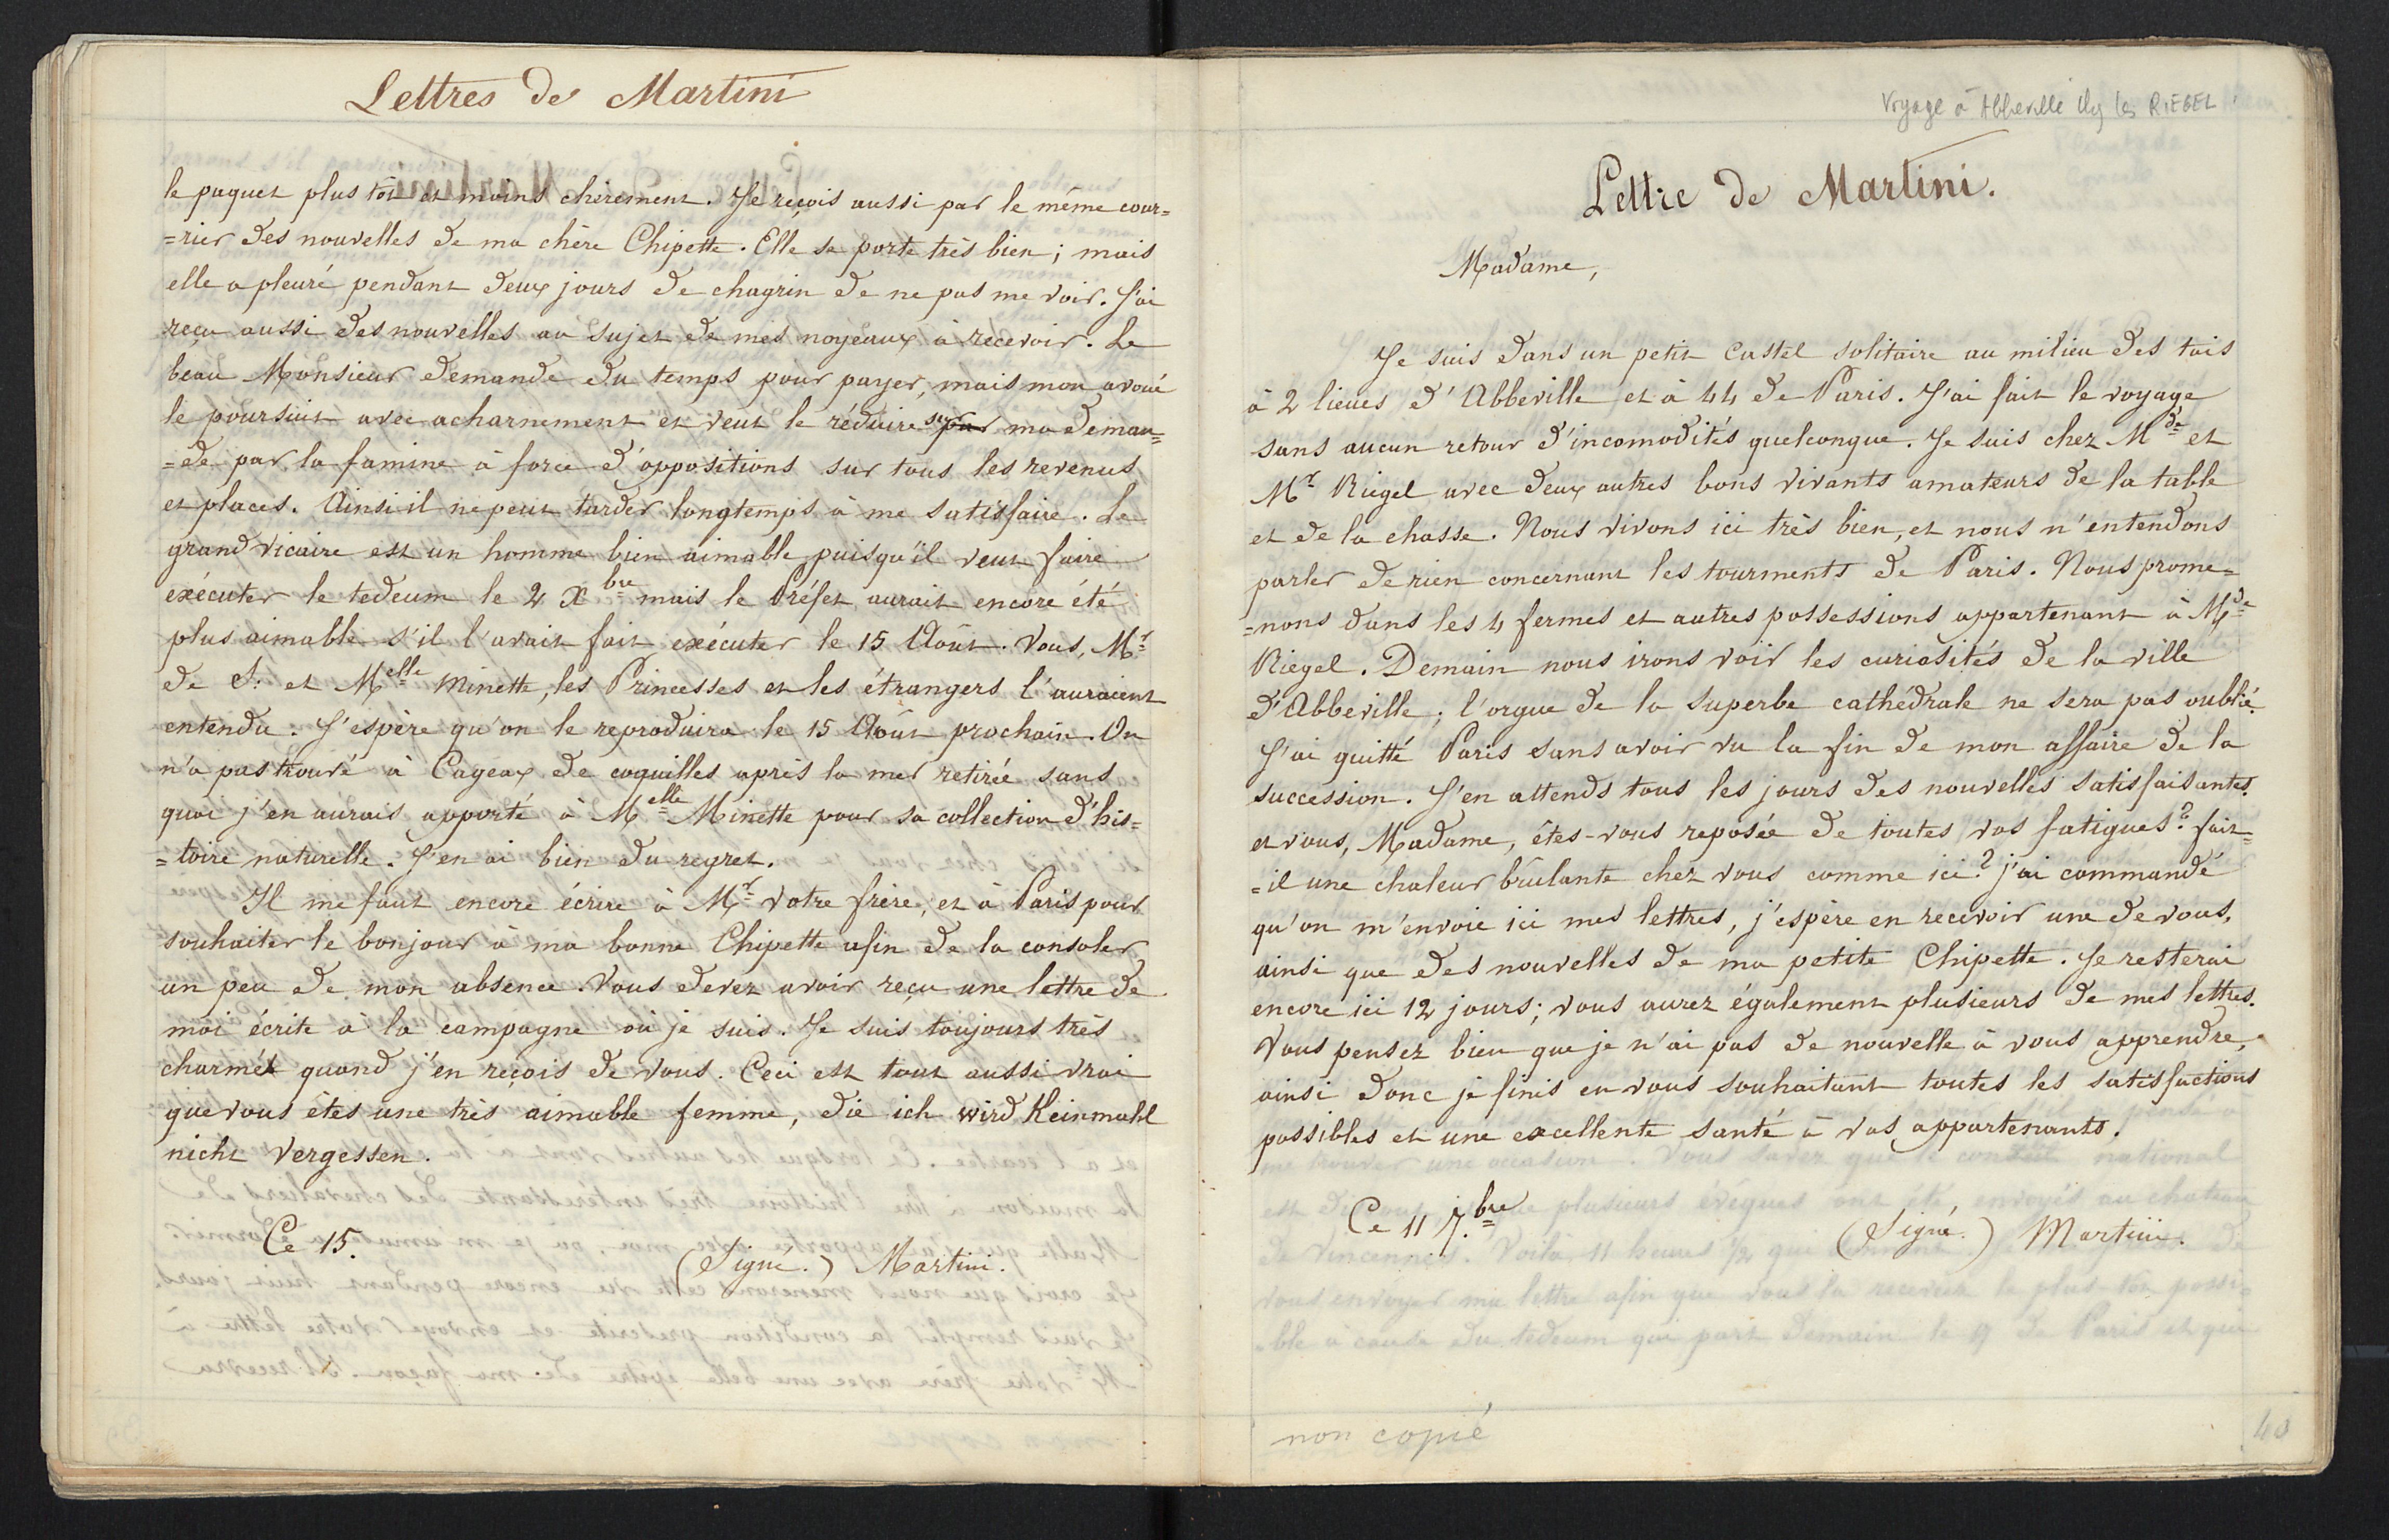 Lettres de Martini
le paquet plus tôt et moins chèrement. Je reçois aussi par le même cour=
=rier des nouvelles de ma chère Chipette. Elle se porte très bien; mais
elle a pleuré pendant deux jours de chagrin de ne pas me voir. J'ai
reçu aussi des nouvelles au sujet de mes noyeaux à recevoir. Le
beau Monsieur demande du temps pour payer, mais mon avoué
le poursuit avec acharnement et veut le réduire sur ma deman=
=de par la famine à force d'oppositions sur tous les revenus
et places. Ainsi il ne peut tarder longtemps à me satisfaire. Le
grand vicaire est un homme bien aimable puisqu'il veut faire
exécuter le tedeum le 2 Xbre mais le Préfet aurait encore été
plus aimable s'il l'avait fait exécuter le 15 Août. Vous, Mr
de S. et Melle Minette, les Princesses et les étrangers l'auraient
entendu. J'espère qu'on le reproduira le 15 Août prochain. On
n'a pas trouvé à Cageax de coquilles après la mer retirée sans
quoi j'en aurais apporté à Melle Minette pour sa collection d'his=
=toire naturelle. J'en ai bien du regret.
Il me faut encore écrire à Mr votre frère, et à Paris pour
souhaiter le bonjour à ma bonne Chipette afin de la consoler
un peu de mon absence. Vous devez avoir reçu une lettre de
moi écrite à la campagne où je suis. Je suis toujours très
charmé quand j'en reçois de vous. Ceci est tout aussi vrai
que vous êtes une très aimable femme, die ich wird Keinmahl
nicht vergessen.
Ce 15.
(Signé.) Martini.
Voyage à Abbeville chez les RIEGEL
Lettre de Martini.
Madame,
Je suis dans un petit castel solitaire au milieu des tois
à 2 lieues d'Abbeville et à 44 de Paris. J'ai fait le voyage
sans aucun retour d'incomodités quelconque. Je suis chez Mde et
Mr Riegel avec deux autres bons vivants amateurs de la table
et de la chasse. Nous vivons ici très bien, et nous n'entendons
parler de rien concernant les tourments de Paris. Nous prome=
=nons dans les 4 fermes et autres possessions appartenant à Mde
Riegel. Demain nous irons voir les curiosités de la ville
d'Abbeville; l'orgue de la superbe cathédrale ne sera pas oublié.
J'ai quitté Paris sans avoir vu la fin de mon affaire de la
succession. J'en attends tous les jours des nouvelles satisfaisantes.
et vous, Madame, êtes-vous reposée de toutes vos fatigues? fait=
=il une chaleur brûlante chez vous comme ici? j'ai commandé
qu'on m'envoie ici mes lettres, j'espère en recevoir une de vous,
ainsi que des nouvelles de ma petite Chipette. Je resterai
encore ici 12 jours; vous aurez également plusieurs de mes lettres.
Vous pensez bien que je n'ai pas de nouvelle à vous apprendre,
ainsi donc je finis en vous souhaitant toutes les satisfactions
possibles et une excellente santé à vos appartenants.
Ce 11 7.bre
(Signé.) Martini.
non copié
40